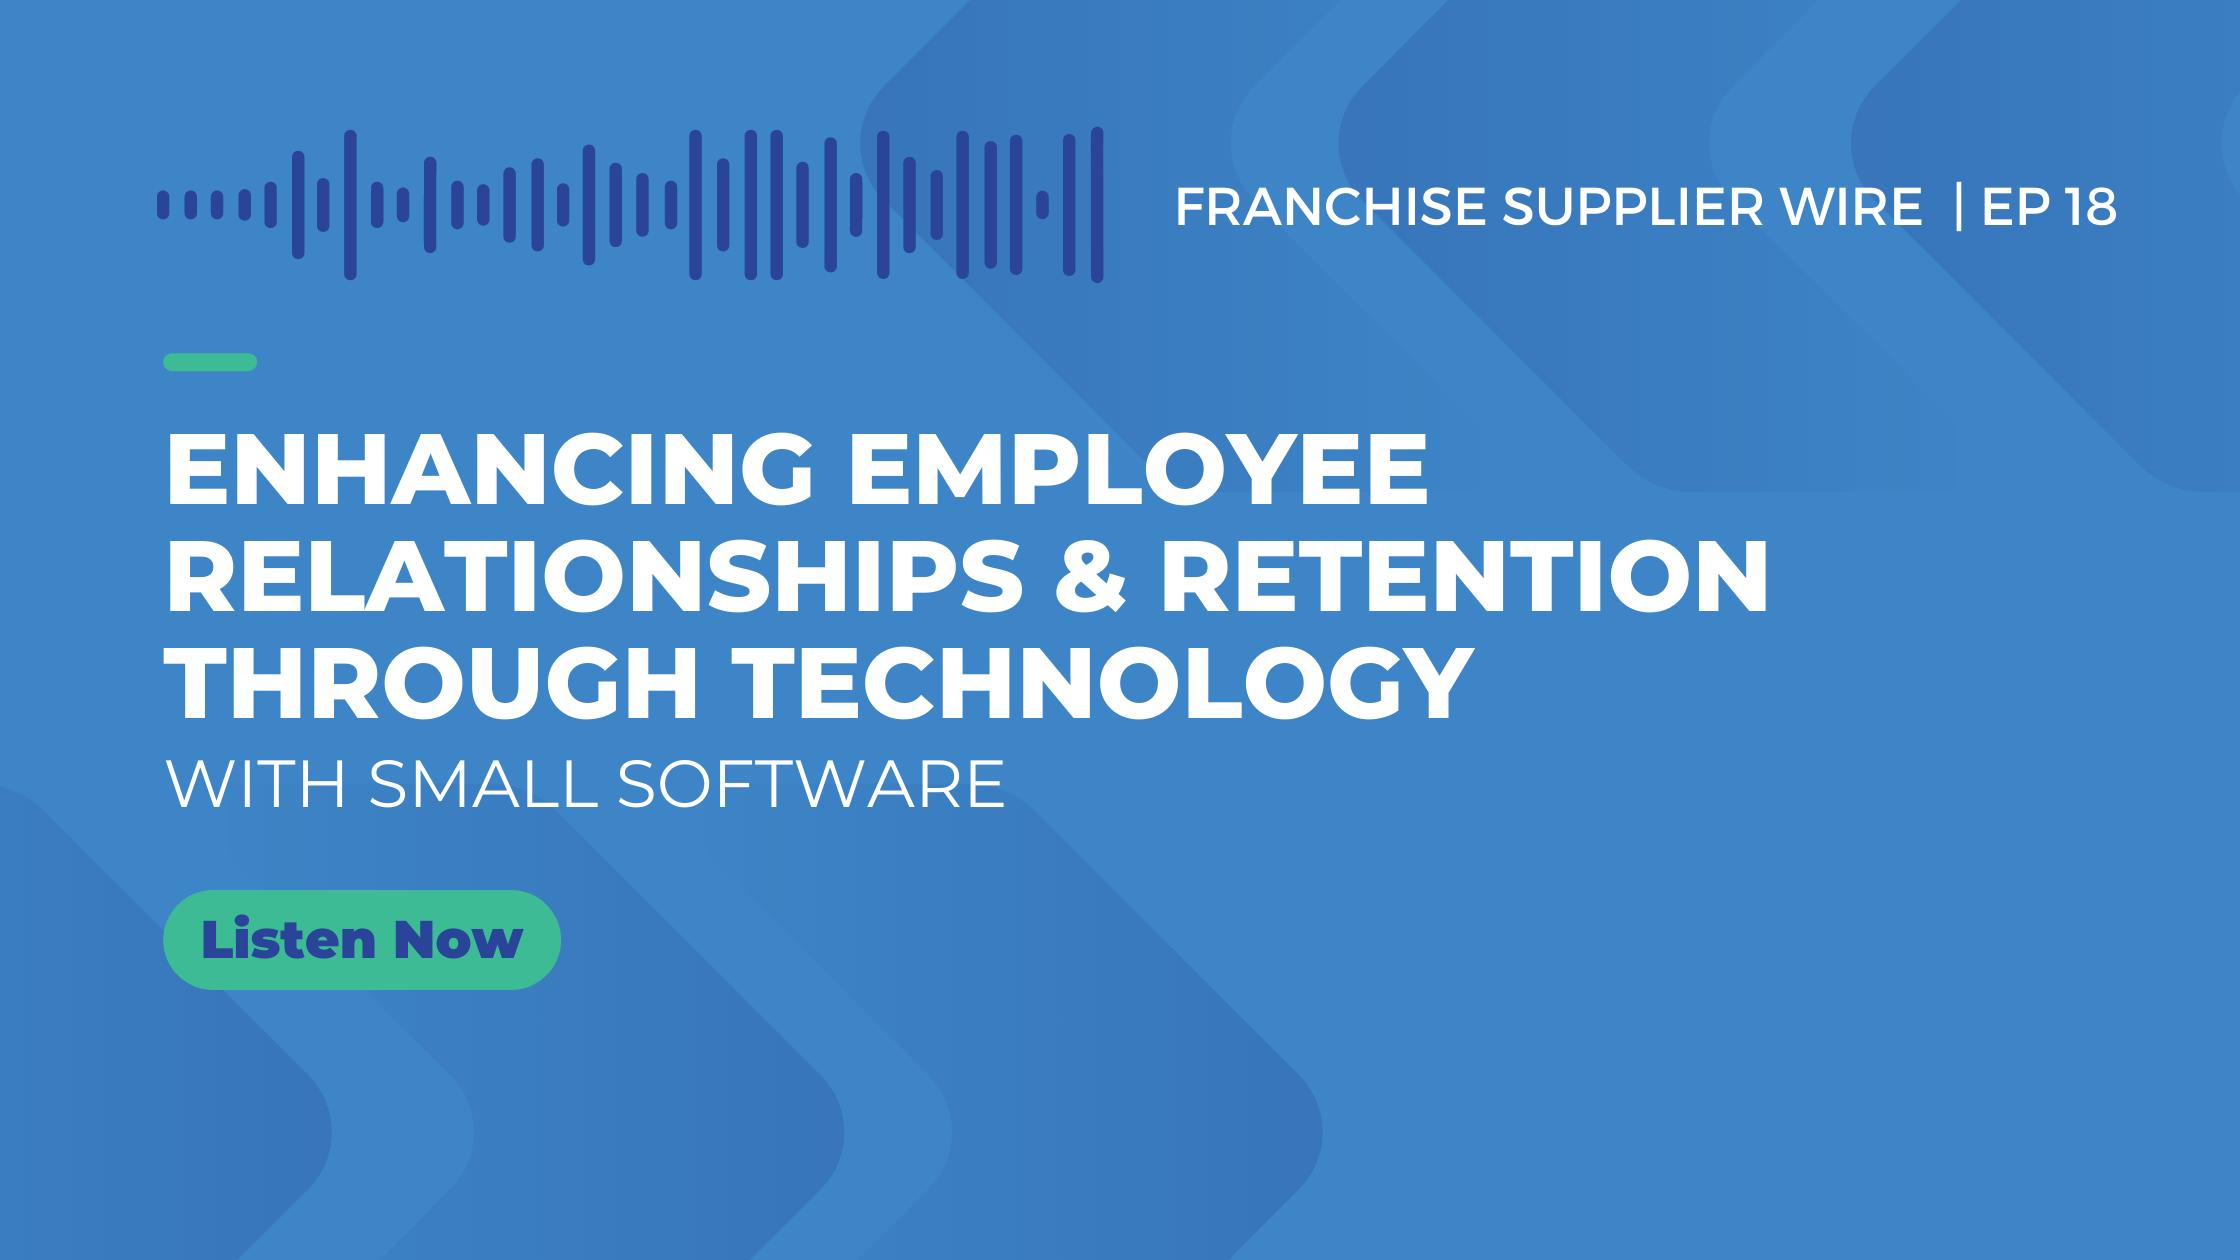 FRANCHISE SUPPLIER WIRE | EP 18
ENHANCING EMPLOYEE
RELATIONSHIPS & RETENTION
THROUGH TECHNOLOGY
WITH SMALL SOFTWARE
Listen Now